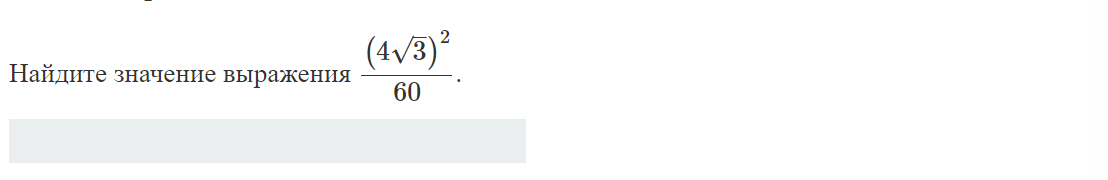 Найдите значение выражения (4√3)² / 60 .